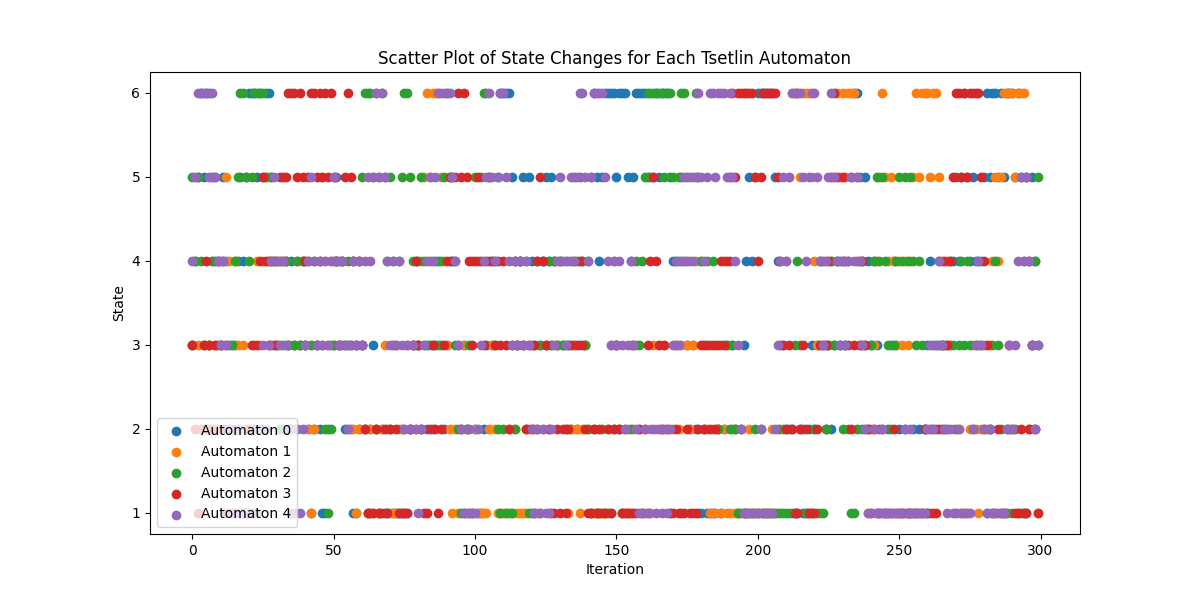 Scatter Plot of State Changes for Each Tsetlin Automaton
6
5
4
3
2
1
State
Automaton 0
Automaton 1
Automaton 2
Automaton 3
Automaton 4
0 50 100 150 200 250 300
Iteration